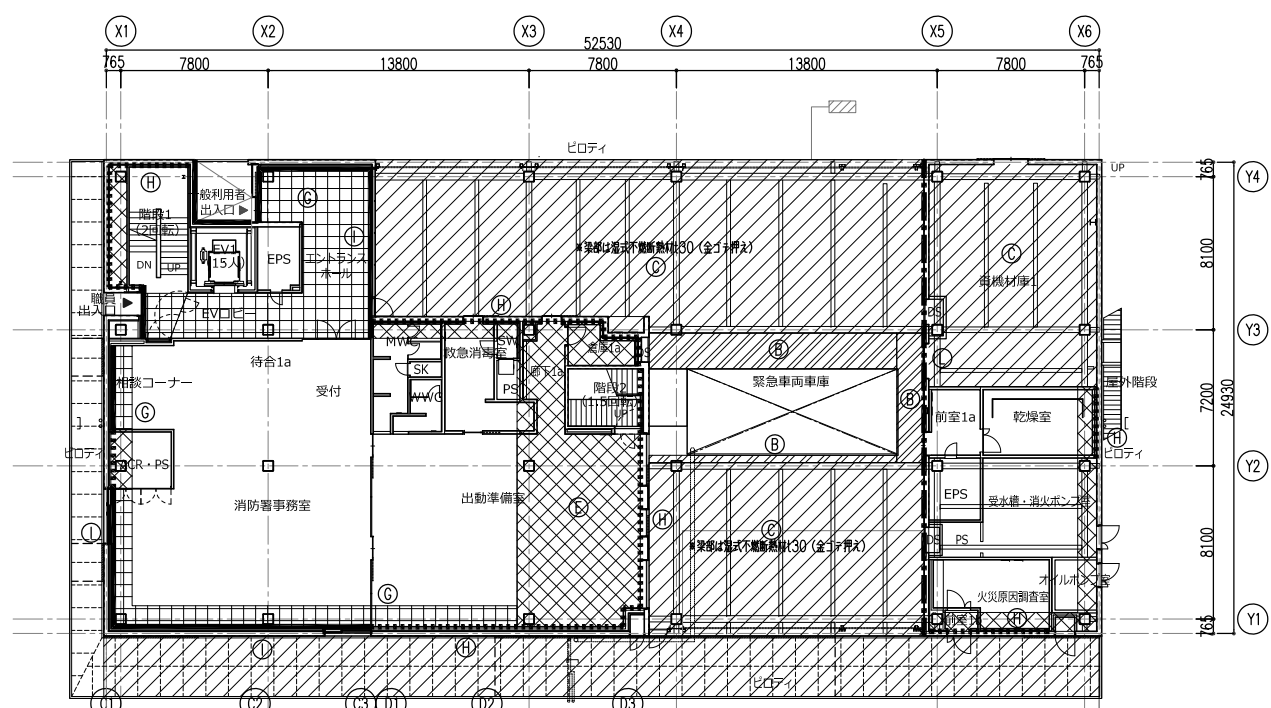 X1 X2 X3 X4 X5 X6
52530
765 7800 13800 7800 13800 7800 765
ピロティ
UP
H
一般利用者
出入口
G
765
Y4
階段1
(2回転)
I
※梁部は湿式不燃断熱材t30（金ゴテ押え）
EV1
(15人)
EPS
エントランス
ホール
C
C
資機材庫1
8100
DN
UP
職員
出入口
EVロビー
H
DS
Y3
MWC
救急消毒室
SW
倉庫1a
DS
B
待合1a
SK
廊下1a
C
相談コーナー
受付
WWC
PS
階段2
(1.5回転)
UP
緊急車両車庫
屋外階段
7200
24930
G
B
前室1a
乾燥室
H
ピロティ
B
ピロティ
CR・PS
Y2
消防署事務室
出動準備室
E
EPS
受水槽・消火ポンプ室
I
H
C
※梁部は湿式不燃断熱材t30（金ゴテ押え）
DS
PS
8100
オイルポンプ室
G
火災原因調査室
H
765
Y1
I
H
ピロティ
C1 C2 C3 D1 D2 D3